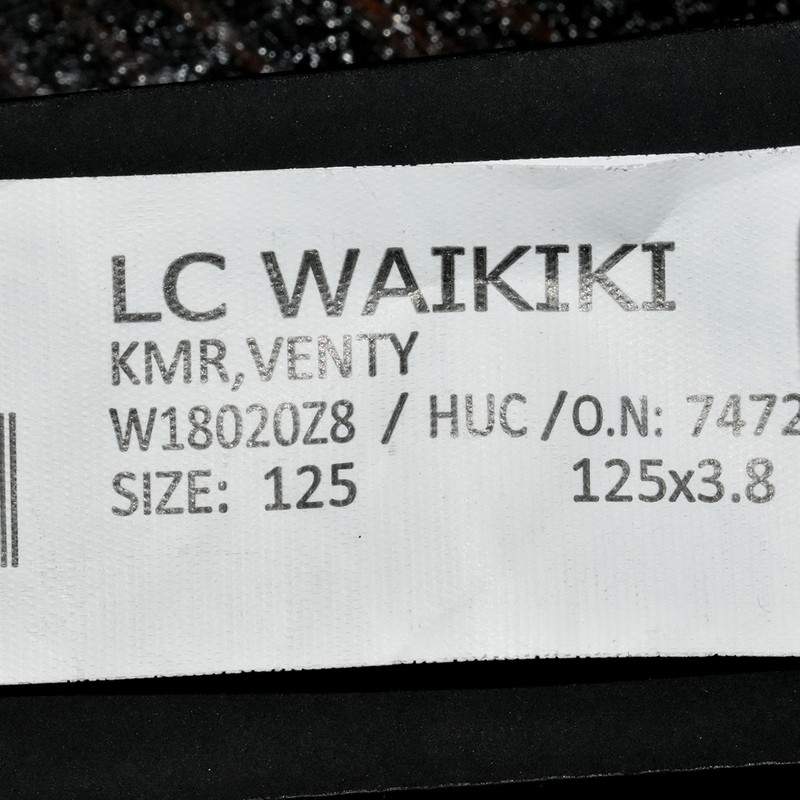 LC WAIKIKI
KMR,VENTY
W18020Z8 / HUC /O.N: 7472
SIZE: 125 125x3.8